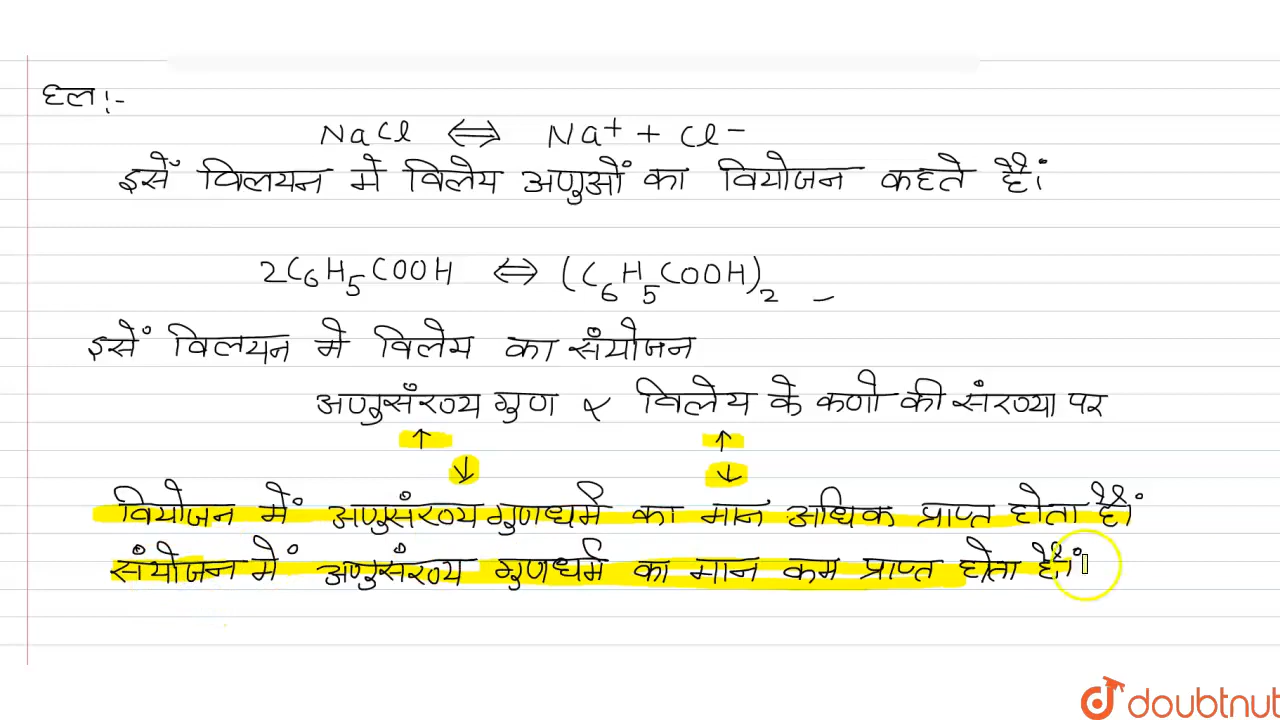 हल:-
NaCl ⇔ Na+ + Cl-
इसें विलयन में विलेय अणुओं का वियोजन कहते है।
2C6H5COOH ⇔ (C6H5COOH)2
इसें विलयन में विलेय का संयोजन
अणुसंख्य गुण ∝ विलेय के कणो की संख्या पर
↑ ↑
↓ ↓
वियोजन में अणुसंख्य गुणधर्म का मान अधिक प्राप्त होता हैं।
संयोजन में अणुसंख्य गुणधर्म का मान कम प्राप्त होता हैं।
doubtnut